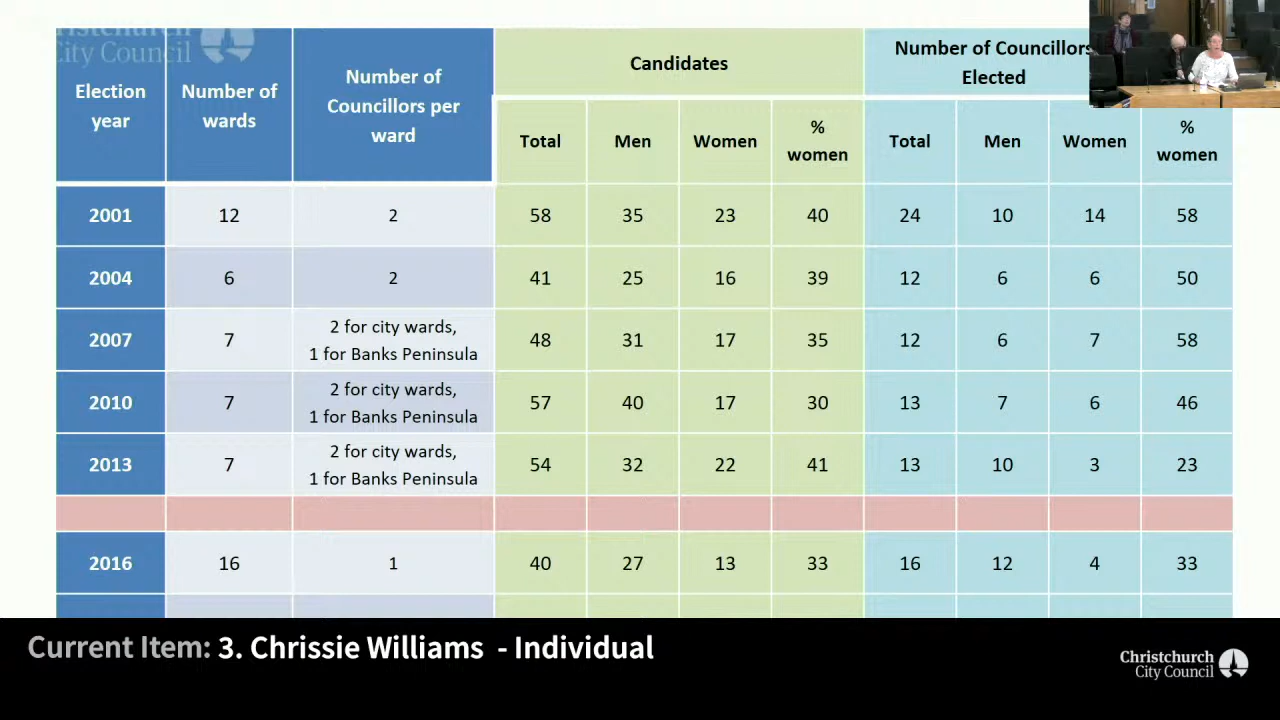 Christchurch
City Council
Election year
Number of wards
Number of Councillors per ward
Candidates
Number of Councillors Elected
Total Men Women % women Total Men Women % women
2001 12 2 58 35 23 40 24 10 14 58
2004 6 2 41 25 16 39 12 6 6 50
2007 7 2 for city wards, 1 for Banks Peninsula 48 31 17 35 12 6 7 58
2010 7 2 for city wards, 1 for Banks Peninsula 57 40 17 30 13 7 6 46
2013 7 2 for city wards, 1 for Banks Peninsula 54 32 22 41 13 10 3 23
2016 16 1 40 27 13 33 16 12 4 33
Current Item: 3. Chrissie Williams - Individual
Christchurch
City Council